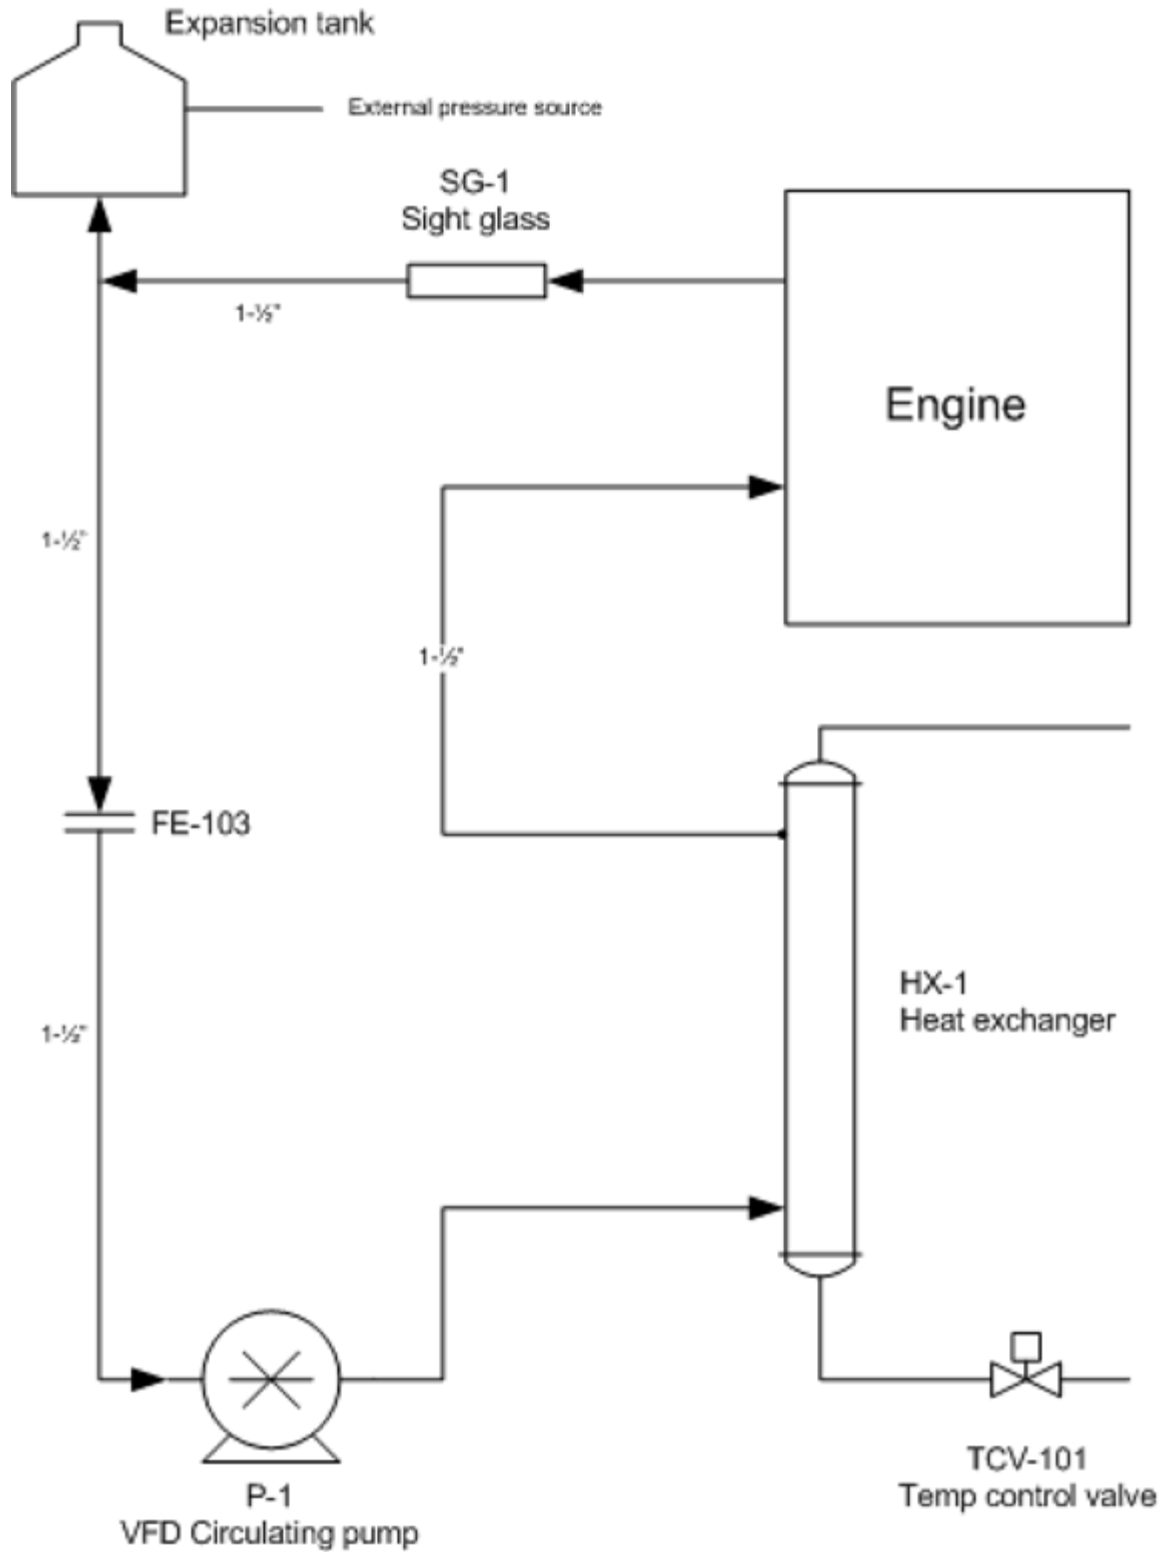 Expansion tank
External pressure source
SG-1
Sight glass
1-½"
Engine
1-½"
1-½"
FE-103
HX-1
Heat exchanger
1-½"
P-1
VFD Circulating pump
TCV-101
Temp control valve